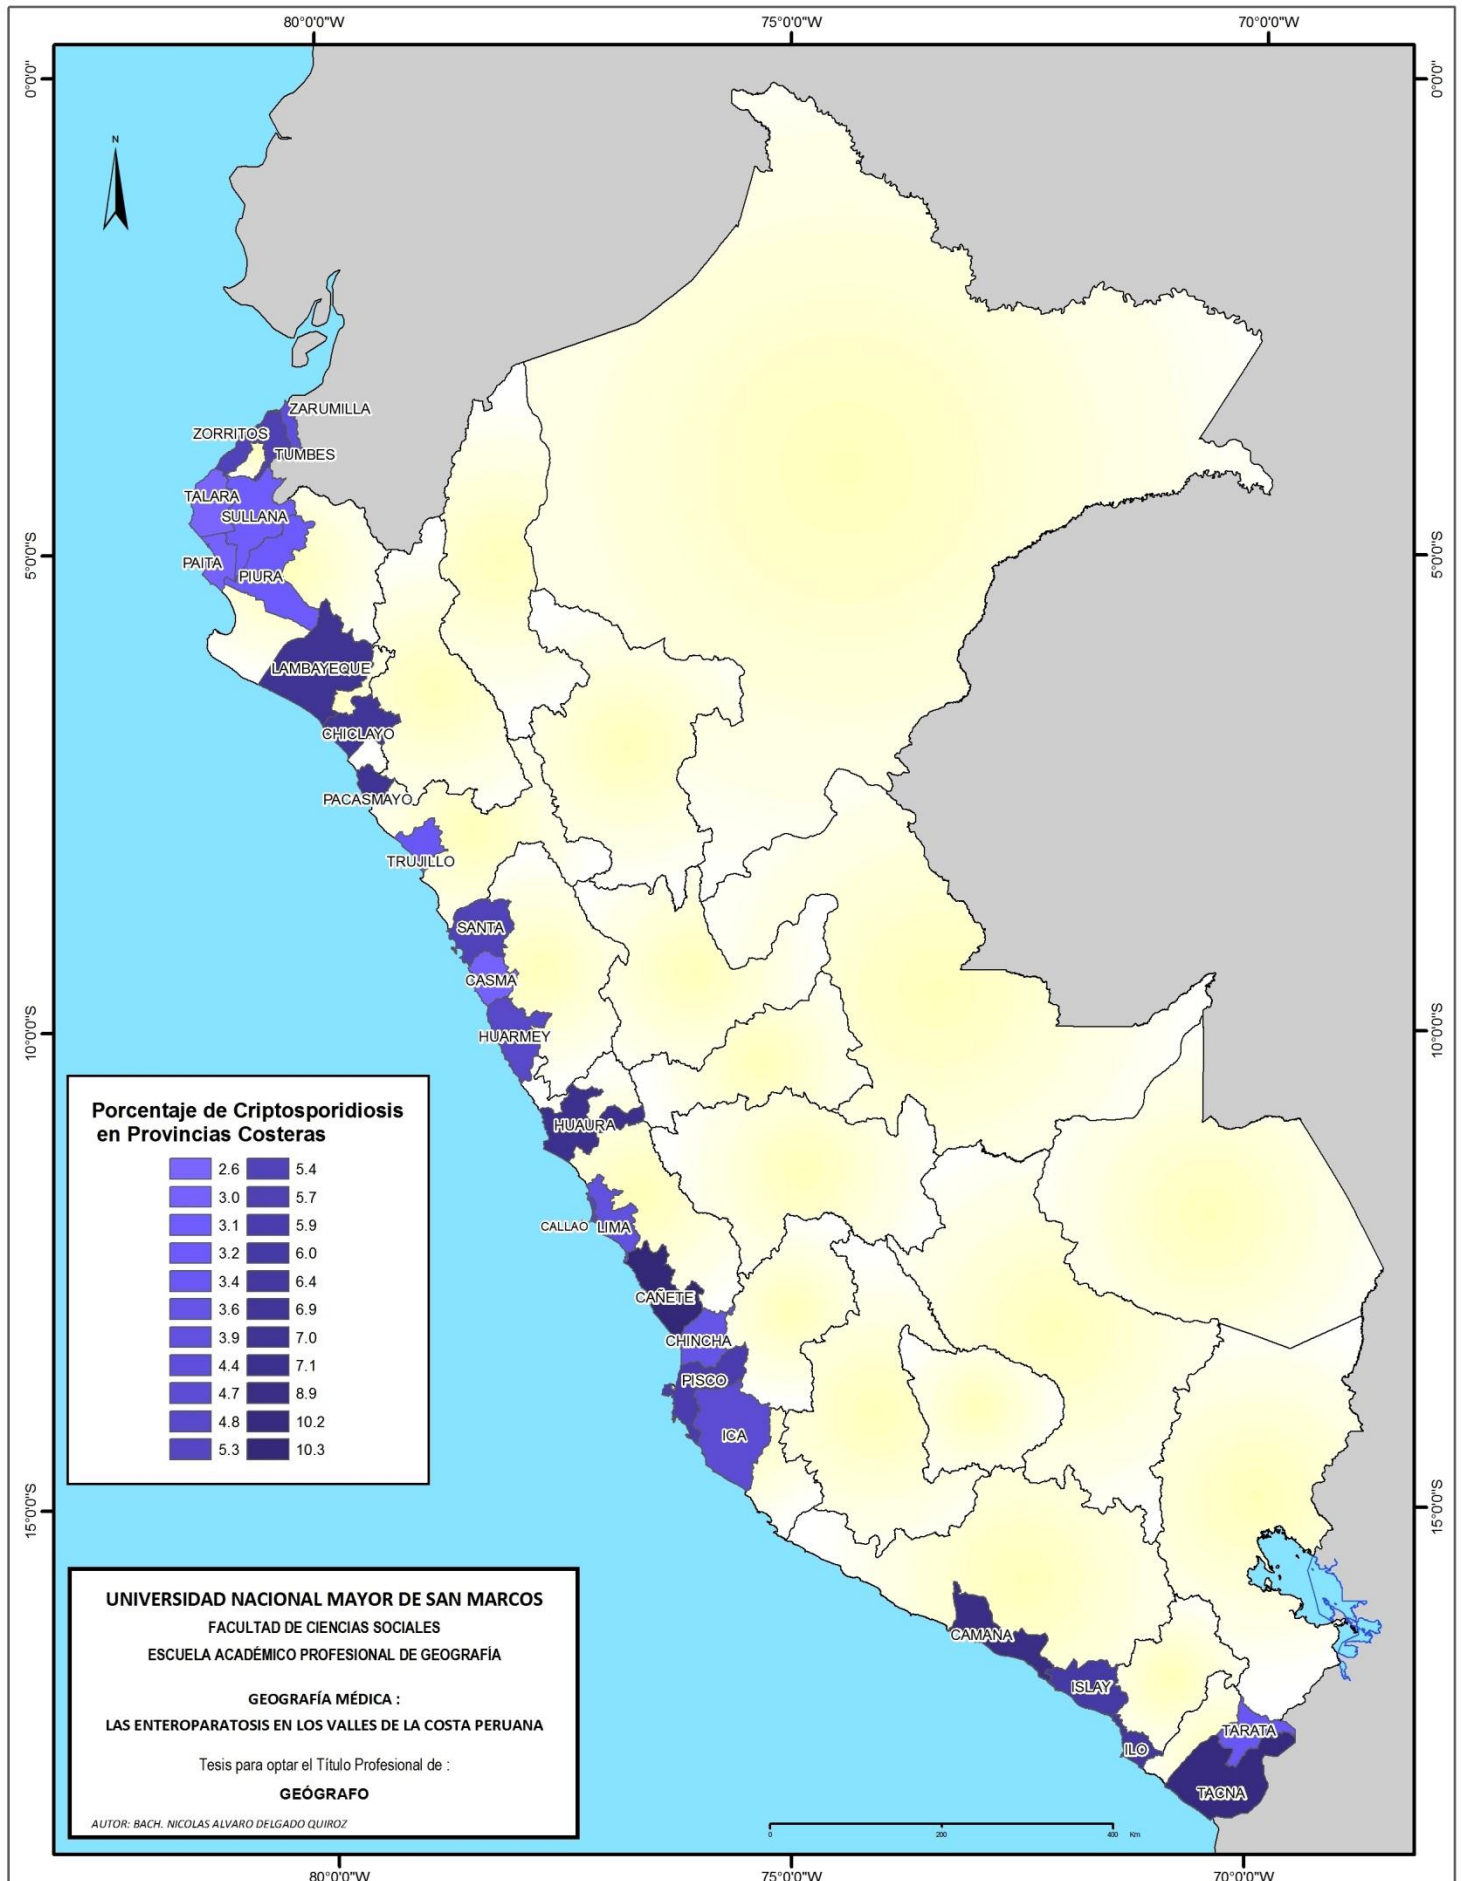 80°0'0"W
75°0'0"W
70°0'0"W
0°0'0"
0°0'0"
N
ZARUMILLA
ZORRITOS
TUMBES
TALARA
SULLANA
5°0'0"S
5°0'0"S
PAITA
PIURA
LAMBAYEQUE
CHICLAYO
PACASMAYO
TRUJILLO
SANTA
CASMA
10°0'0"S
10°0'0"S
HUARMEY
HUAURA
CALLAO
LIMA
CAÑETE
CHINCHA
PISCO
ICA
15°0'0"S
15°0'0"S
CAMANA
ISLAY
ILO
TARATA
TACNA
Porcentaje de Criptosporidiosis
en Provincias Costeras
2.6 5.4
3.0 5.7
3.1 5.9
3.2 6.0
3.4 6.4
3.6 6.9
3.9 7.0
4.4 7.1
4.7 8.9
4.8 10.2
5.3 10.3
UNIVERSIDAD NACIONAL MAYOR DE SAN MARCOS
FACULTAD DE CIENCIAS SOCIALES
ESCUELA ACADÉMICO PROFESIONAL DE GEOGRAFÍA
GEOGRAFÍA MÉDICA :
LAS ENTEROPARATOSIS EN LOS VALLES DE LA COSTA PERUANA
Tesis para optar el Título Profesional de :
GEÓGRAFO
AUTOR: BACH. NICOLAS ALVARO DELGADO QUIROZ
0 200 400 Km
80°0'0"W
75°0'0"W
70°0'0"W